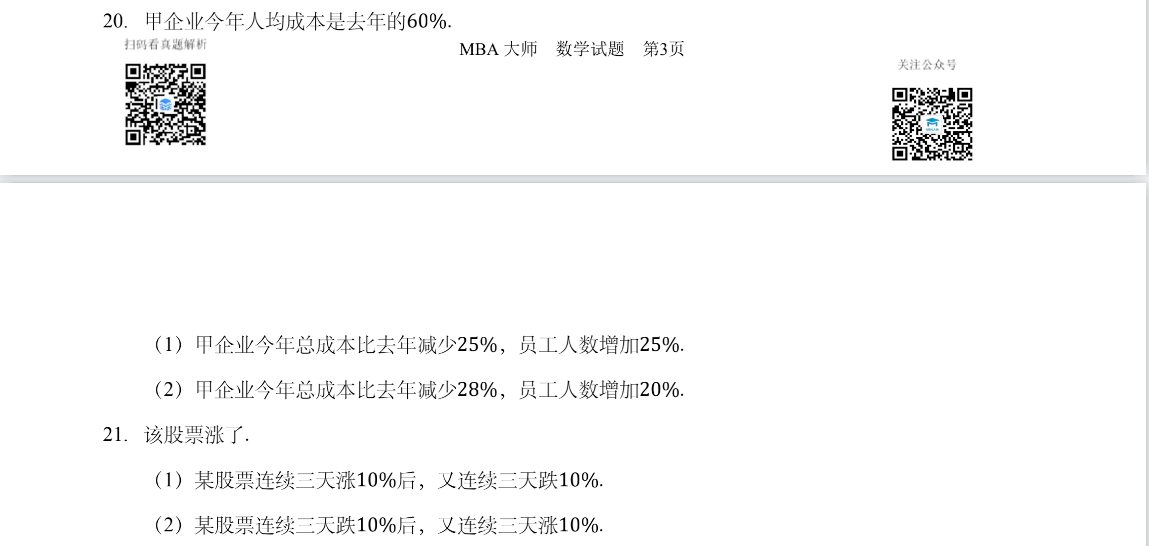 20. 甲企业今年人均成本是去年的60%.
扫码看真题解析
MBA 大师 数学试题 第3页
关注公众号
（1）甲企业今年总成本比去年减少25%，员工人数增加25%.
（2）甲企业今年总成本比去年减少28%，员工人数增加20%.
21. 该股票涨了.
（1）某股票连续三天涨10%后，又连续三天跌10%.
（2）某股票连续三天跌10%后，又连续三天涨10%.